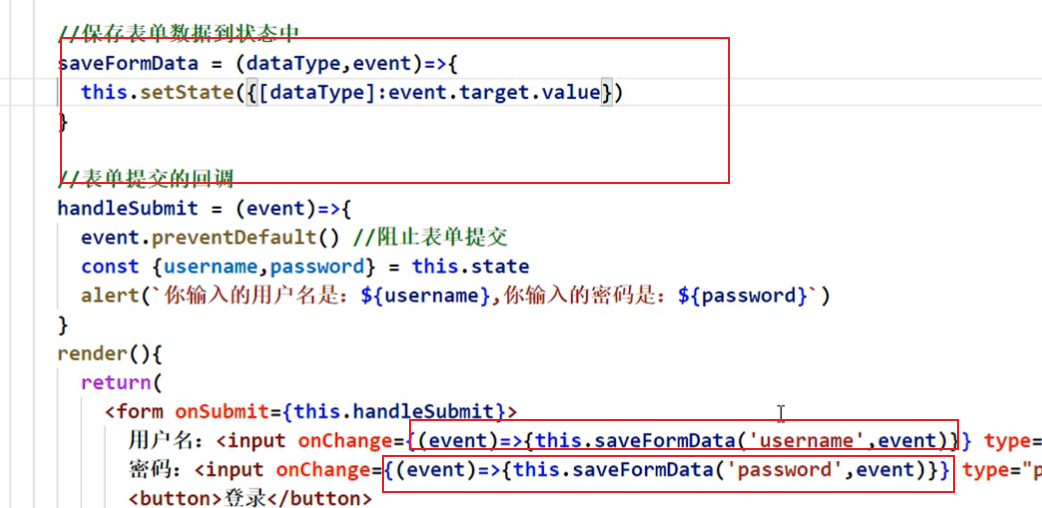 //保存表单数据到状态中
saveFormData = (dataType,event)=>{
this.setState({[dataType]:event.target.value})
}
//表单提交的回调
handleSubmit = (event)=>{
event.preventDefault() //阻止表单提交
const {username,password} = this.state
alert(`你输入的用户名是：${username},你输入的密码是：${password}`)
}
render(){
return(
<form onSubmit={this.handleSubmit}>
用户名：<input onChange={(event)=>{this.saveFormData('username',event)}} type=
密码：<input onChange={(event)=>{this.saveFormData('password',event)}} type="p
<button>登录</button>